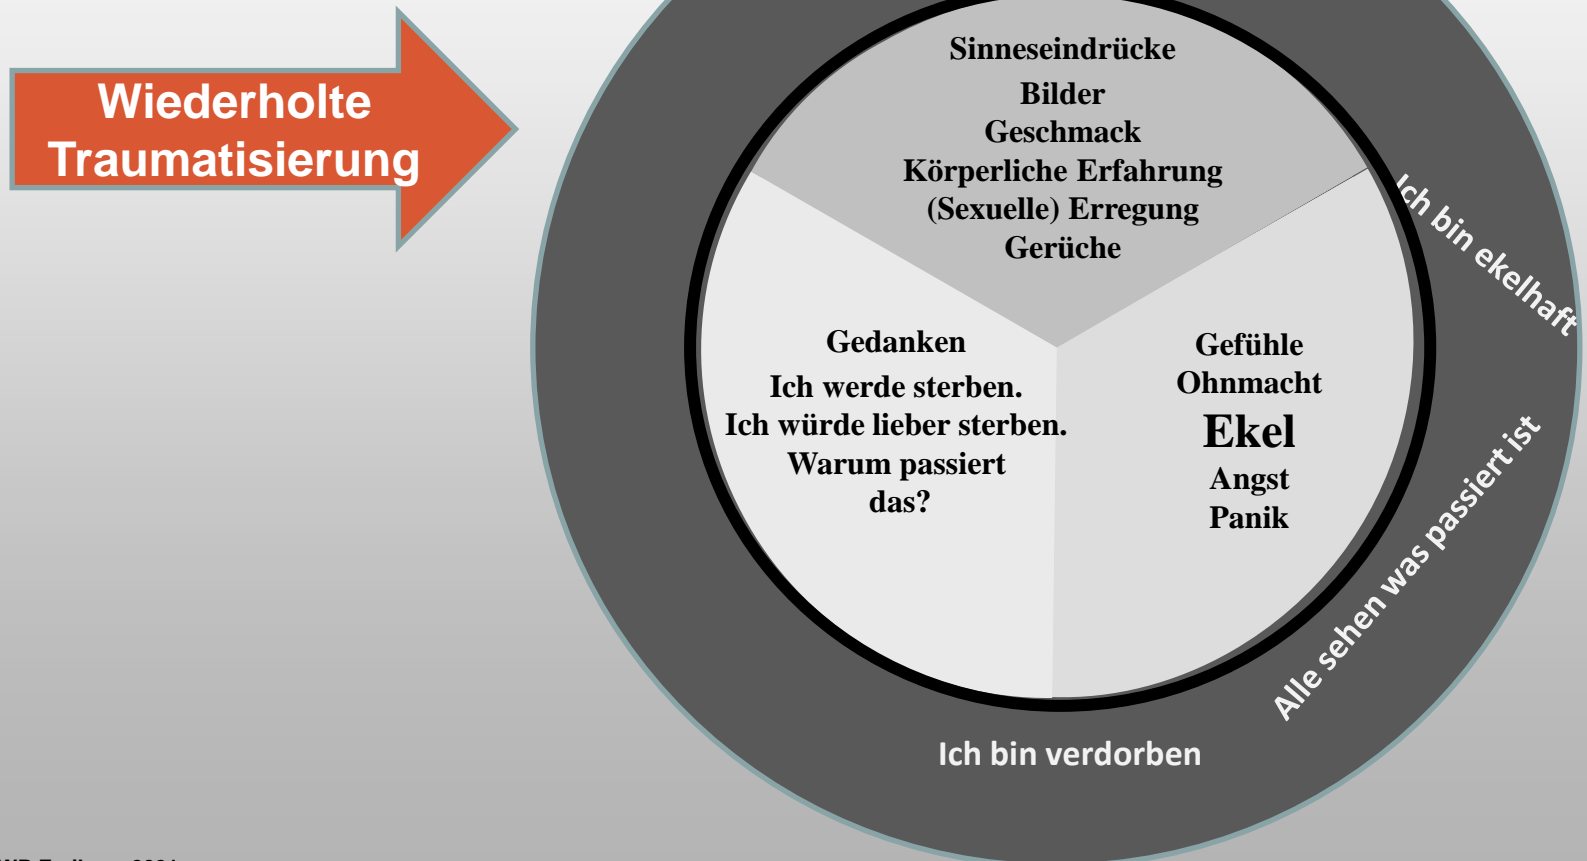 Wiederholte
Traumatisierung
Sinneseindrücke
Bilder
Geschmack
Körperliche Erfahrung
(Sexuelle) Erregung
Gerüche
Gedanken
Ich werde sterben.
Ich würde lieber sterben.
Warum passiert
das?
Gefühle
Ohnmacht
Ekel
Angst
Panik
Ich bin ekelhaft
Alle sehen was passiert ist
Ich bin verdorben